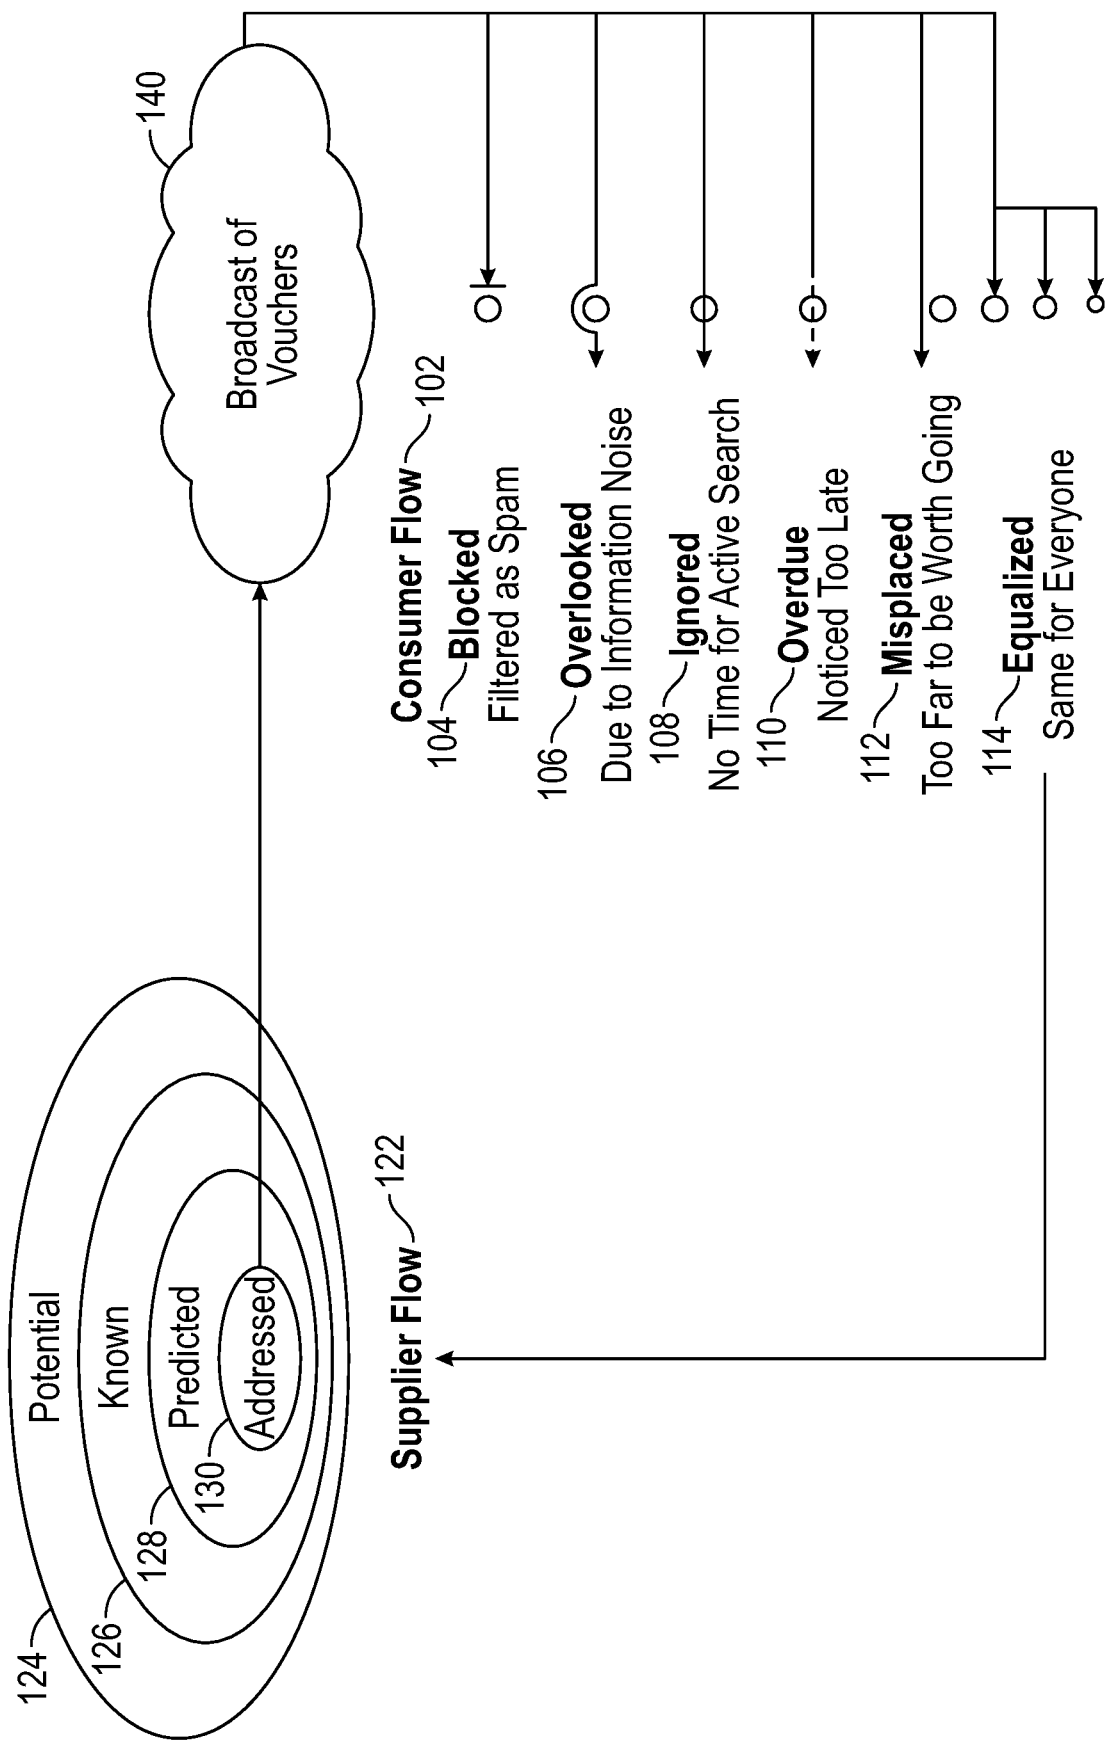 124
Potential
126
Known
128
Predicted
130
Addressed
Supplier Flow
122
140
Broadcast of
Vouchers
Consumer Flow
102
104
Blocked
Filtered as Spam
106
Overlooked
Due to Information Noise
108
Ignored
No Time for Active Search
110
Overdue
Noticed Too Late
112
Misplaced
Too Far to be Worth Going
114
Equalized
Same for Everyone